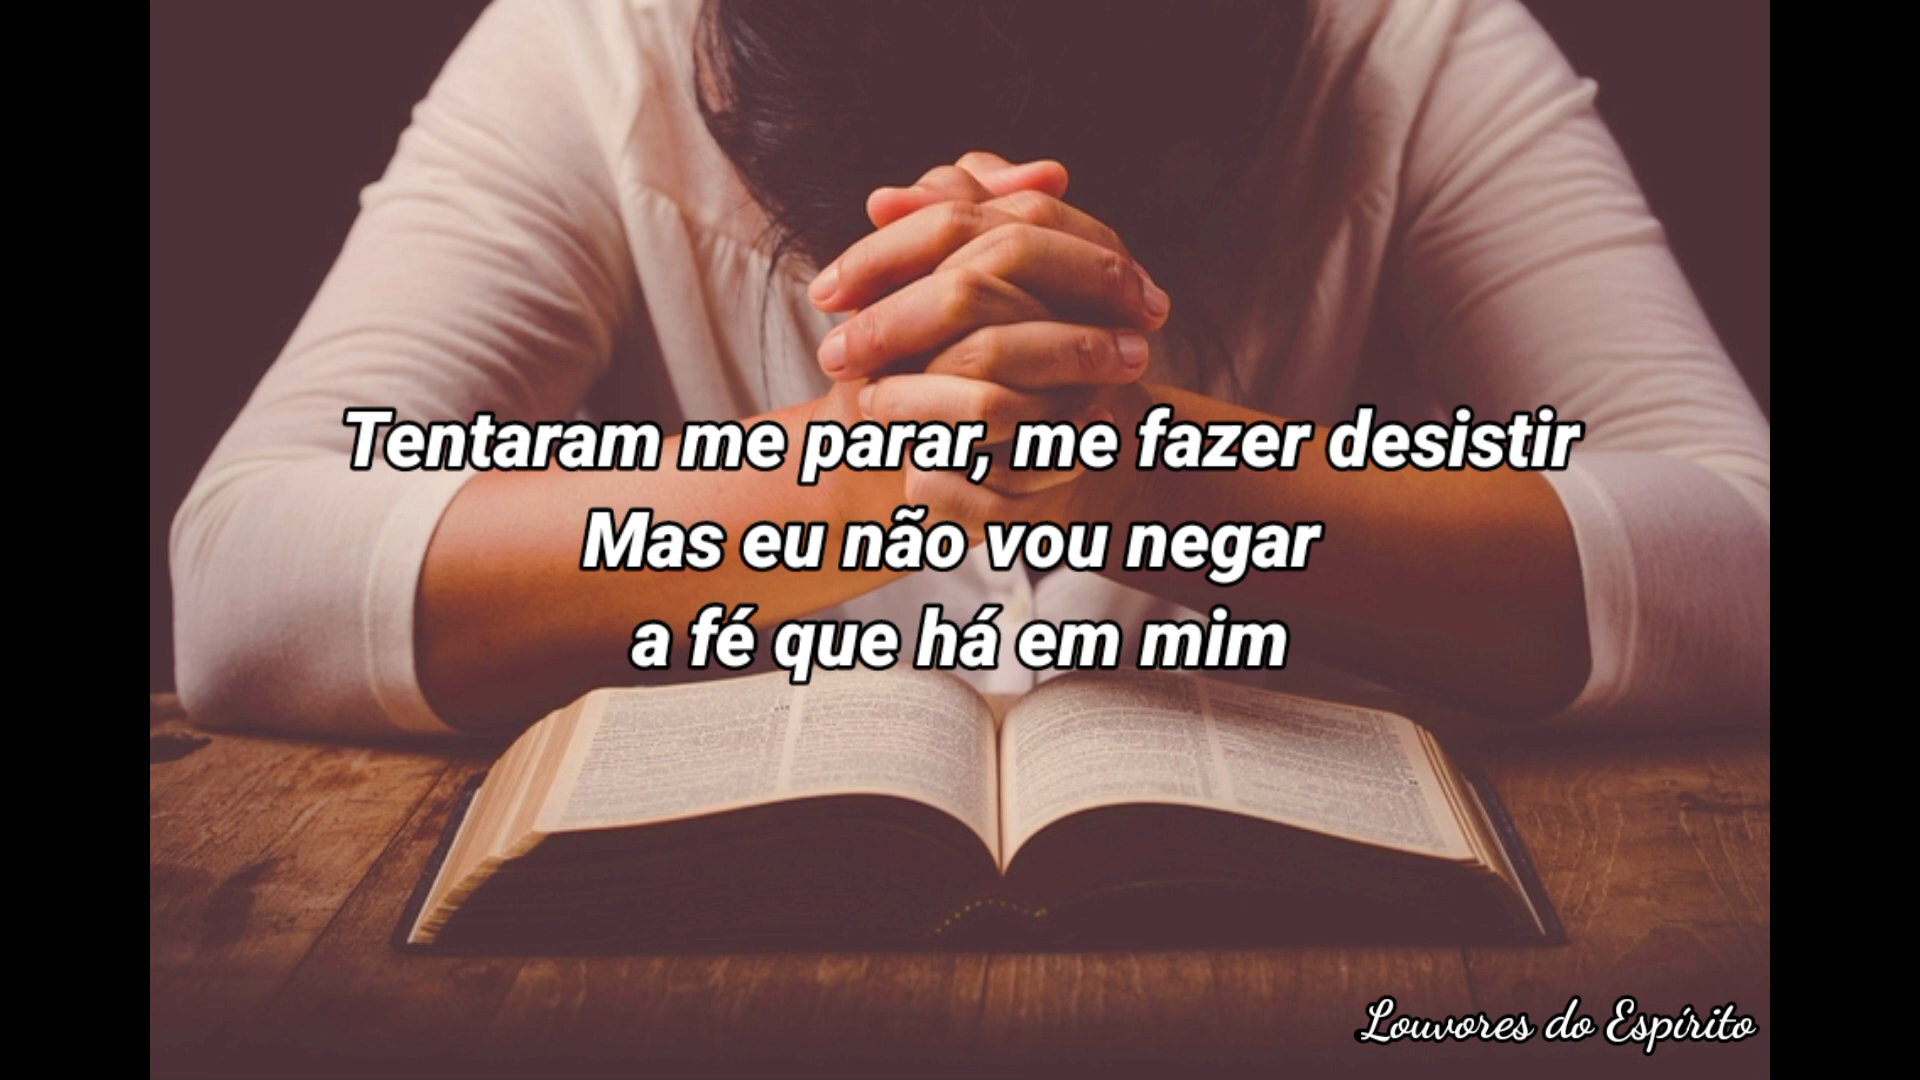 Tentaram me parar, me fazer desistir
Mas eu não vou negar
a fé que há em mim
Louvores do Espírito